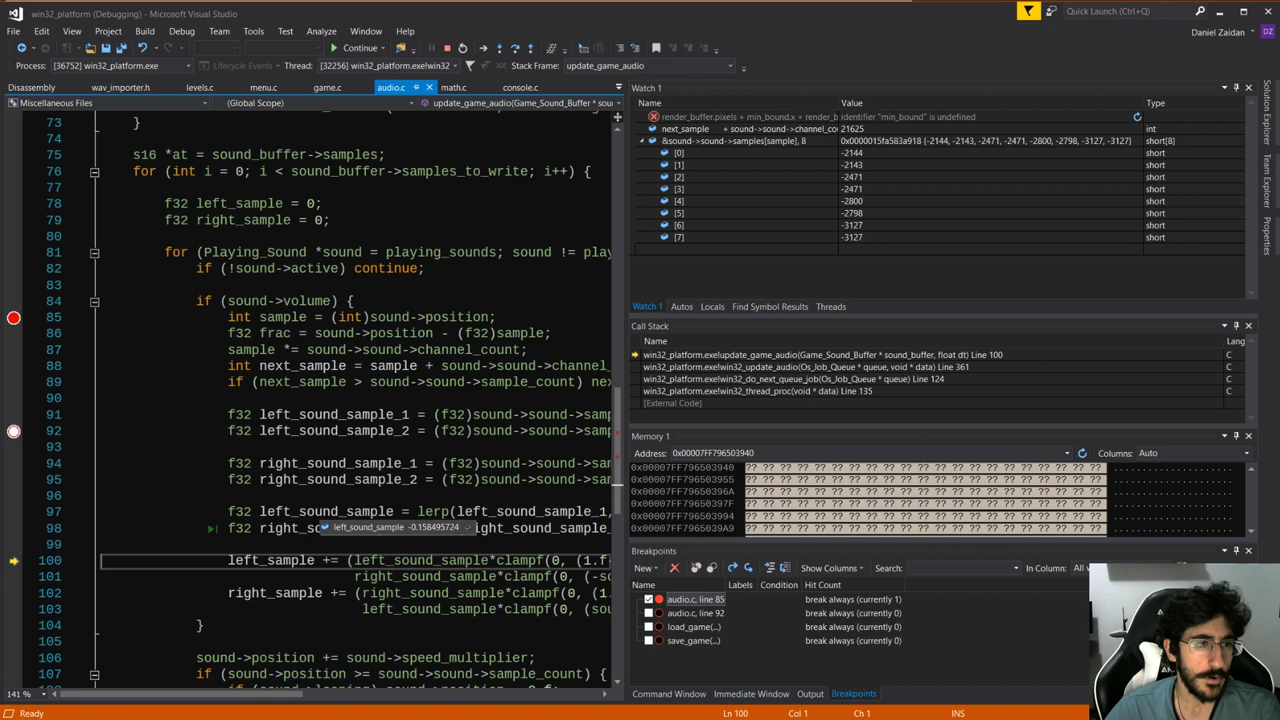 win32_platform (Debugging) - Microsoft Visual Studio
Quick Launch (Ctrl+Q)
File Edit View Project Build Debug Team Tools Test Analyze Window Help
Daniel Zaidan DZ
Continue
Process: [36752] win32_platform.exe Lifecycle Events Thread: [32256] win32_platform.exe!win32 Stack Frame: update_game_audio
Disassembly wav_importer.h levels.c menu.c game.c audio.c math.c console.c
Miscellaneous Files (Global Scope) update_game_audio(Game_Sound_Buffer * sou
73 }
74
75 s16 *at = sound_buffer->samples;
76 for (int i = 0; i < sound_buffer->samples_to_write; i++) {
77
78 f32 left_sample = 0;
79 f32 right_sample = 0;
80
81 for (Playing_Sound *sound = playing_sounds; sound != play
82 if (!sound->active) continue;
83
84 if (sound->volume) {
85 int sample = (int)sound->position;
86 f32 frac = sound->position - (f32)sample;
87 sample *= sound->sound->channel_count;
88 int next_sample = sample + sound->sound->channel_
89 if (next_sample > sound->sound->sample_count) nex
90
91 f32 left_sound_sample_1 = (f32)sound->sound->samp
92 f32 left_sound_sample_2 = (f32)sound->sound->samp
93
94 f32 right_sound_sample_1 = (f32)sound->sound->sam
95 f32 right_sound_sample_2 = (f32)sound->sound->sam
96
97 f32 left_sound_sample = lerp(left_sound_sample_1,
98 f32 right_so right_sound_sample_
left_sound_sample -0.158495724
99
100 left_sample += (left_sound_sample*clampf(0, (1.f-
101 right_sound_sample*clampf(0, (-so
102 right_sample += (right_sound_sample*clampf(0, (1.
103 left_sound_sample*clampf(0, (sou
104 }
105
106 sound->position += sound->speed_multiplier;
107 if (sound->position >= sound->sound->sample_count) {
141 %
Watch 1
Name Value Type
render_buffer.pixels + min_bound.x + render_b identifier "min_bound" is undefined
next_sample + sound->sound->channel_cou 21625 int
&sound->sound->samples[sample], 8 0x0000015fa583a918 {-2144, -2143, -2471, -2471, -2800, -2798, -3127, -3127} short[8]
[0] -2144 short
[1] -2143 short
[2] -2471 short
[3] -2471 short
[4] -2800 short
[5] -2798 short
[6] -3127 short
[7] -3127 short
Watch 1 Autos Locals Find Symbol Results Threads
Call Stack
Name Lang
win32_platform.exe!update_game_audio(Game_Sound_Buffer * sound_buffer, float dt) Line 100 C
win32_platform.exe!win32_update_audio(Os_Job_Queue * queue, void * data) Line 361 C
win32_platform.exe!win32_do_next_queue_job(Os_Job_Queue * queue) Line 124 C
win32_platform.exe!win32_thread_proc(void * data) Line 135 C
[External Code]
Memory 1
Address: 0x00007FF796503940 Columns: Auto
0x00007FF796503940 ?? ?? ?? ?? ?? ?? ?? ?? ?? ?? ?? ?? ?? ?? ?? ?? ?? ?? ?? ?? ?? .....................
0x00007FF796503955 ?? ?? ?? ?? ?? ?? ?? ?? ?? ?? ?? ?? ?? ?? ?? ?? ?? ?? ?? ?? ?? .....................
0x00007FF79650396A ?? ?? ?? ?? ?? ?? ?? ?? ?? ?? ?? ?? ?? ?? ?? ?? ?? ?? ?? ?? ?? .....................
0x00007FF79650397F ?? ?? ?? ?? ?? ?? ?? ?? ?? ?? ?? ?? ?? ?? ?? ?? ?? ?? ?? ?? ?? .....................
0x00007FF796503994 ?? ?? ?? ?? ?? ?? ?? ?? ?? ?? ?? ?? ?? ?? ?? ?? ?? ?? ?? ?? ?? .....................
0x00007FF7965039A9 ?? ?? ?? ?? ?? ?? ?? ?? ?? ?? ?? ?? ?? ?? ?? ?? ?? ?? ?? ?? ?? .....................
Breakpoints
New Show Columns Search: In Column: All v
Name Labels Condition Hit Count
audio.c, line 85 break always (currently 1)
audio.c, line 92 break always (currently 0)
load_game(...) break always (currently 0)
save_game(...) break always (currently 0)
Command Window Immediate Window Output Breakpoints
Solution Explorer
Team Explorer
Properties
Ready Ln 100 Col 1 Ch 1 INS